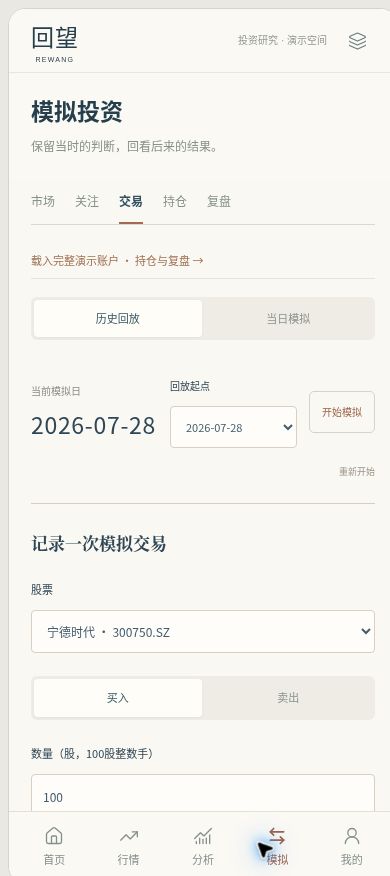 回望
REWANG
投资研究 · 演示空间
模拟投资
保留当时的判断，回看后来的结果。
市场 关注 交易 持仓 复盘
载入完整演示账户 · 持仓与复盘 →
历史回放 当日模拟
当前模拟日
2026-07-28
回放起点
2026-07-28
开始模拟
重新开始
记录一次模拟交易
股票
宁德时代 · 300750.SZ
买入 卖出
数量（股，100股整数手）
100
首页 行情 分析 模拟 我的